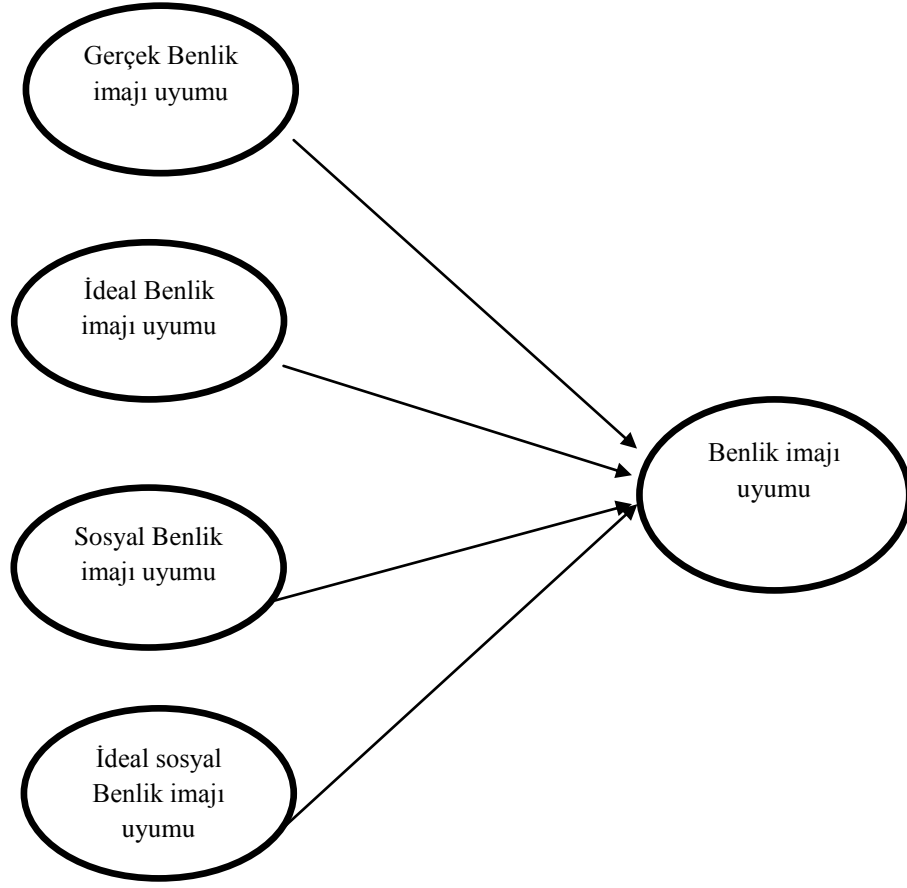 Gerçek Benlik
imajı uyumu
İdeal Benlik
imajı uyumu
Benlik imajı
uyumu
Sosyal Benlik
imajı uyumu
İdeal sosyal
Benlik imajı
uyumu